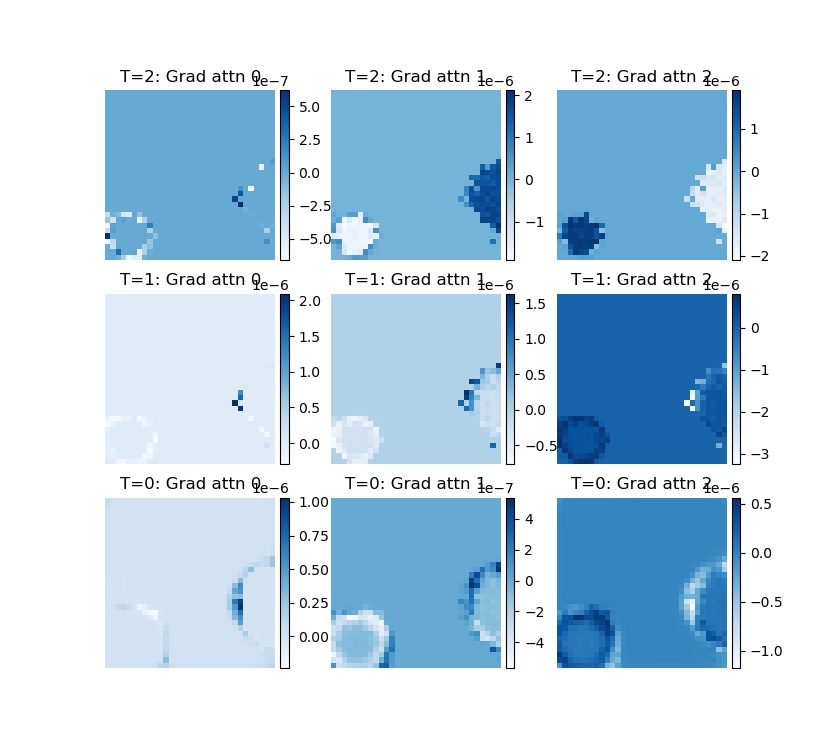 T=2: Grad attn 0
1e−7
T=2: Grad attn 1
1e−6
T=2: Grad attn 2
1e−6
5.0
2.5
0.0
−2.5
−5.0
2
1
0
−1
1
0
−1
−2
T=1: Grad attn 0
1e−6
T=1: Grad attn 1
1e−6
T=1: Grad attn 2
1e−6
2.0
1.5
1.0
0.5
0.0
1.5
1.0
0.5
0.0
−0.5
0
−1
−2
−3
T=0: Grad attn 0
1e−6
T=0: Grad attn 1
1e−7
T=0: Grad attn 2
1e−6
1.00
0.75
0.50
0.25
0.00
4
2
0
−2
−4
0.5
0.0
−0.5
−1.0